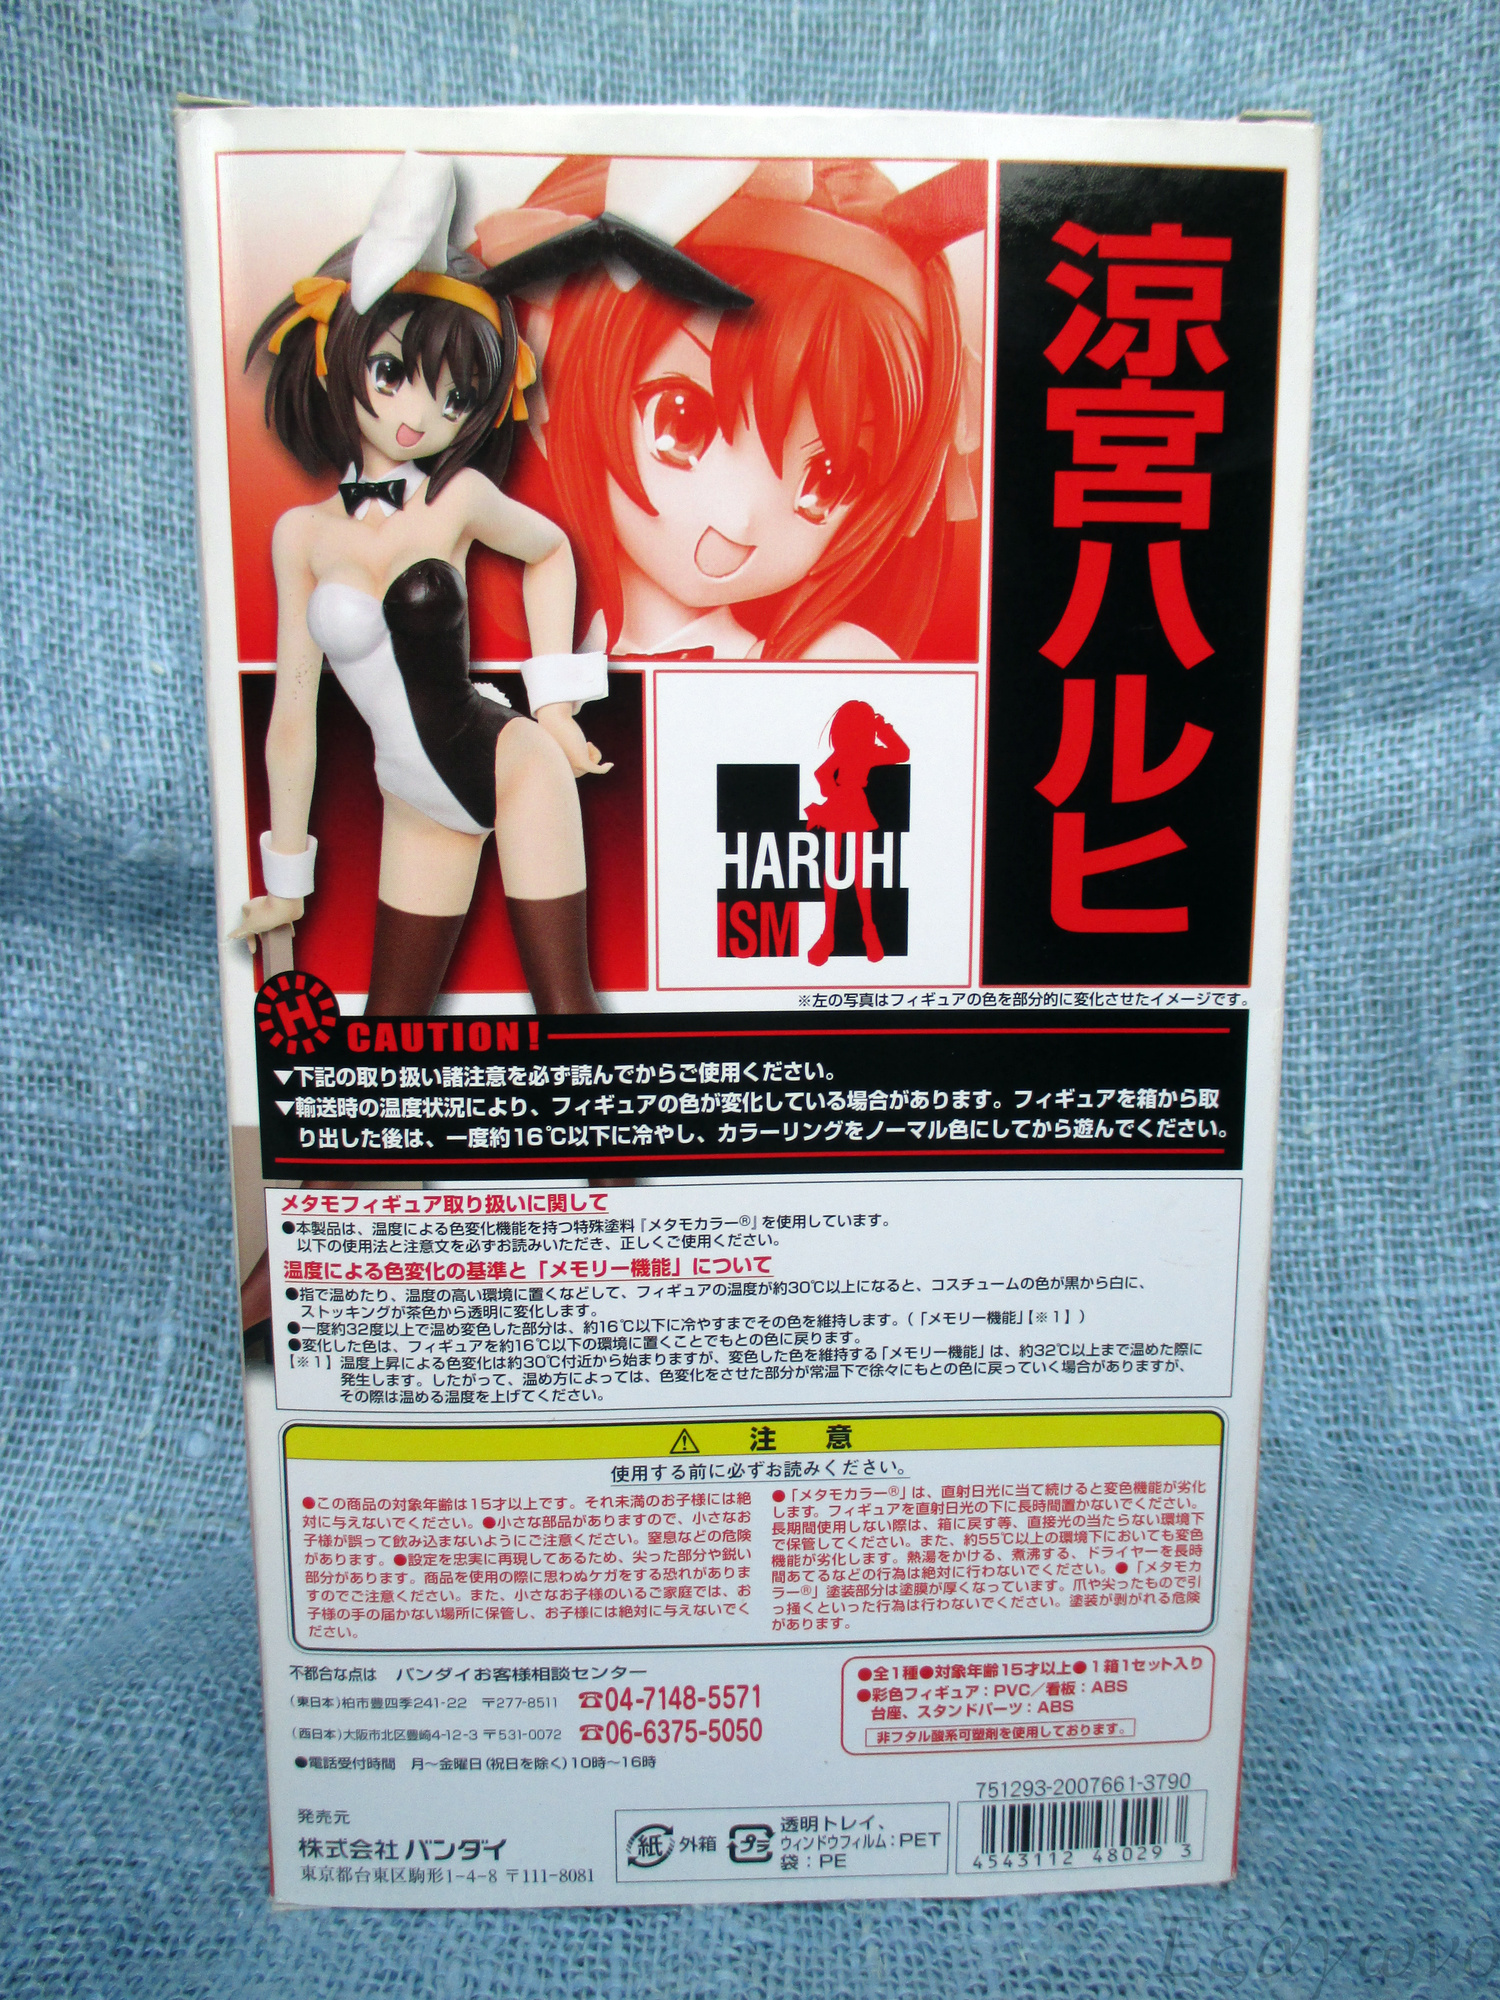 涼宮ハルヒ
HARUHI
ISM
※左の写真はフィギュアの色を部分的に変化させたイメージです。
H
CAUTION!
▼下記の取り扱い諸注意を必ず読んでからご使用ください。
▼輸送時の温度状況により、フィギュアの色が変化している場合があります。フィギュアを箱から取
り出した後は、一度約16℃以下に冷やし、カラーリングをノーマル色にしてから遊んでください。
メタモフィギュア取り扱いに関して
●本製品は、温度による色変化機能を持つ特殊塗料『メタモカラー®』を使用しています。
以下の使用法と注意文を必ずお読みいただき、正しくご使用ください。
温度による色変化の基準と「メモリー機能」について
●指で温めたり、温度の高い環境に置くなどして、フィギュアの温度が約30℃以上になると、コスチュームの色が黒から白に、
ストッキングが茶色から透明に変化します。
●一度約32度以上で温め変色した部分は、約16℃以下に冷やすまでその色を維持します。(「メモリー機能」【※1】)
●変化した色は、フィギュアを約16℃以下の環境に置くことでもとの色に戻ります。
【※1】温度上昇による色変化は約30℃付近から始まりますが、変色した色を維持する「メモリー機能」は、約32℃以上まで温めた際に
発生します。したがって、温め方によっては、色変化をさせた部分が常温下で徐々にもとの色に戻っていく場合がありますが、
その際は温める温度を上げてください。
⚠ 注 意
使用する前に必ずお読みください。
●この商品の対象年齢は15才以上です。それ未満のお子様には絶
対に与えないでください。●小さな部品がありますので、小さなお
子様が誤って飲み込まないようにご注意ください。窒息などの危険
があります。●設定を忠実に再現してあるため、尖った部分や鋭い
部分があります。商品を使用の際に思わぬケガをする恐れがありま
すのでご注意ください。また、小さなお子様のいるご家庭では、お
子様の手の届かない場所に保管し、お子様には絶対に与えないでく
ださい。
●「メタモカラー®」は、直射日光に当て続けると変色機能が劣化
します。フィギュアを直射日光の下に長時間置かないでください。
長期間使用しない際は、箱に戻す等、直接光の当たらない環境下
で保管してください。また、約55℃以上の環境下においても変色
機能が劣化します。熱湯をかける、煮沸する、ドライヤーを長時
間あてるなどの行為は絶対に行わないでください。●「メタモカ
ラー®」塗装部分は塗膜が厚くなっています。爪や尖ったもので引
っ掻くといった行為は行わないでください。塗装が剥がれる危険
があります。
不都合な点は バンダイお客様相談センター
(東日本)柏市豊四季241-22 〒277-8511 ☎04-7148-5571
(西日本)大阪市北区豊崎4-12-3 〒531-0072 ☎06-6375-5050
●電話受付時間 月〜金曜日(祝日を除く)10時〜16時
●全1種●対象年齢15才以上●1箱1セット入り
●彩色フィギュア:PVC/看板:ABS
台座、スタンドパーツ:ABS
非フタル酸系可塑剤を使用しております。
発売元
株式会社 バンダイ
東京都台東区駒形1-4-8 〒111-8081
紙 外箱
プラ 透明トレイ、
ウィンドウフィルム:PET
袋:PE
751293-2007661-3790
4543112 48029 3